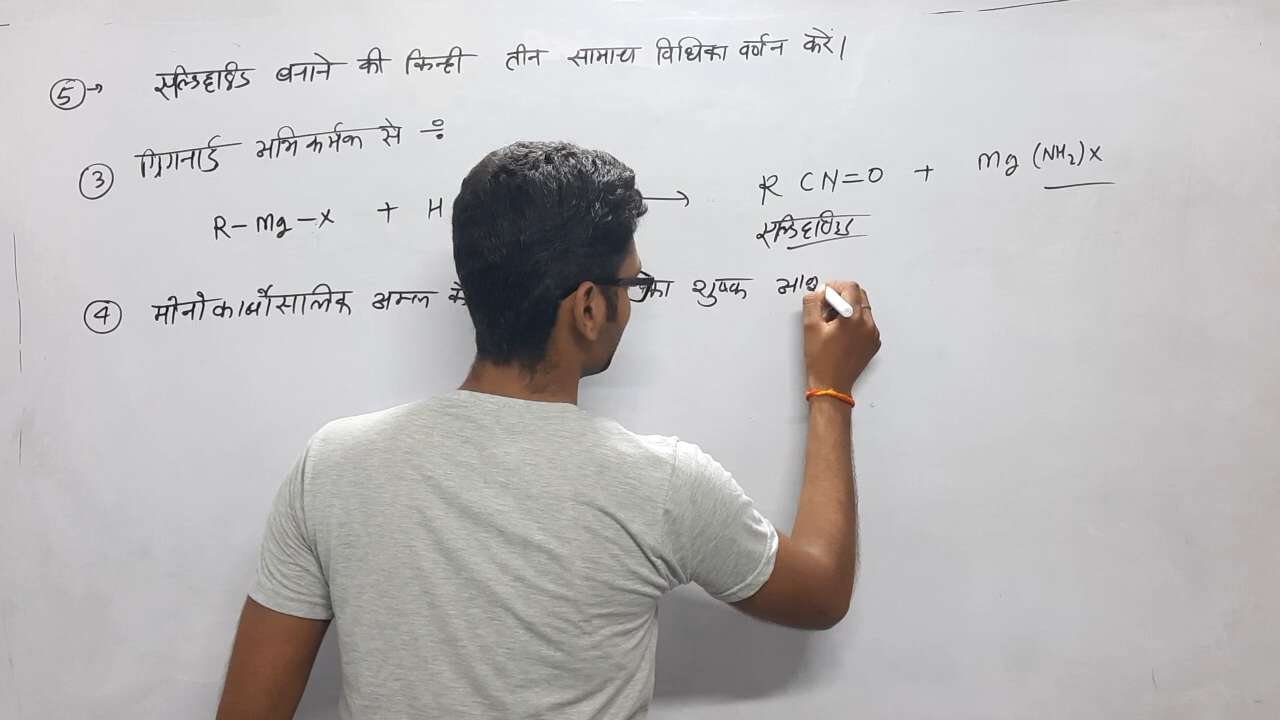 ⑤→ एल्डिहाइड बनाने की किन्ही तीन सामान्य विधिका वर्णन करें।
③ ग्रिगनार्ड अभिकर्मक से ÷
R-Mg-X + H → R CN=O + Mg (NH₂)X
एल्डिहाइड
④ मोनोकार्बोसालिक अम्ल के का शुष्क आ